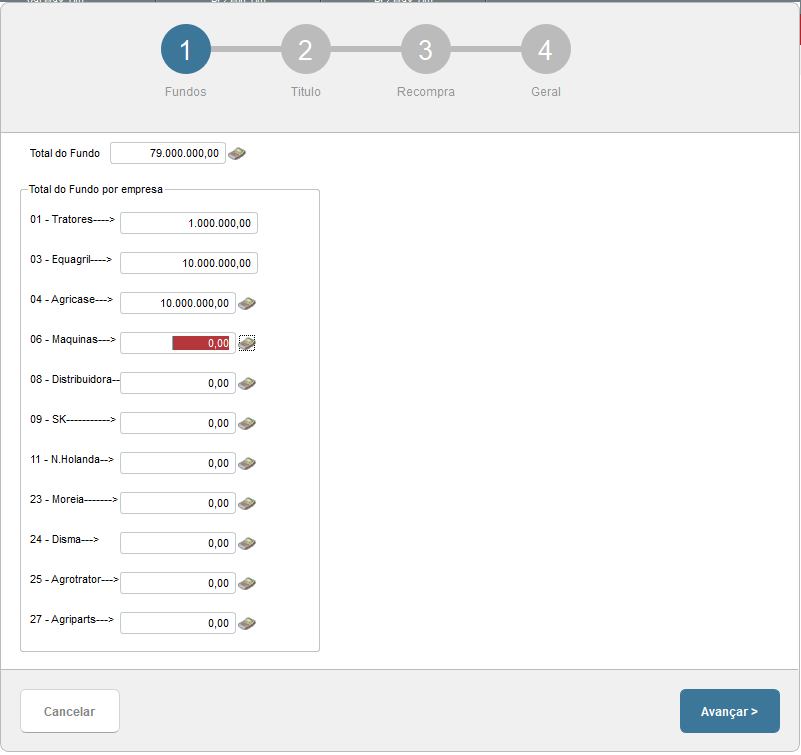 1 2 3 4
Fundos Titulo Recompra Geral
Total do Fundo 79.000.000,00
Total do Fundo por empresa
01 - Tratores----> 1.000.000,00
03 - Equagril----> 10.000.000,00
04 - Agricase---> 10.000.000,00
06 - Maquinas---> 0,00
08 - Distribuidora-- 0,00
09 - SK-----------> 0,00
11 - N.Holanda--> 0,00
23 - Moreia-------> 0,00
24 - Disma---> 0,00
25 - Agrotrator---> 0,00
27 - Agriparts---> 0,00
Cancelar Avançar >